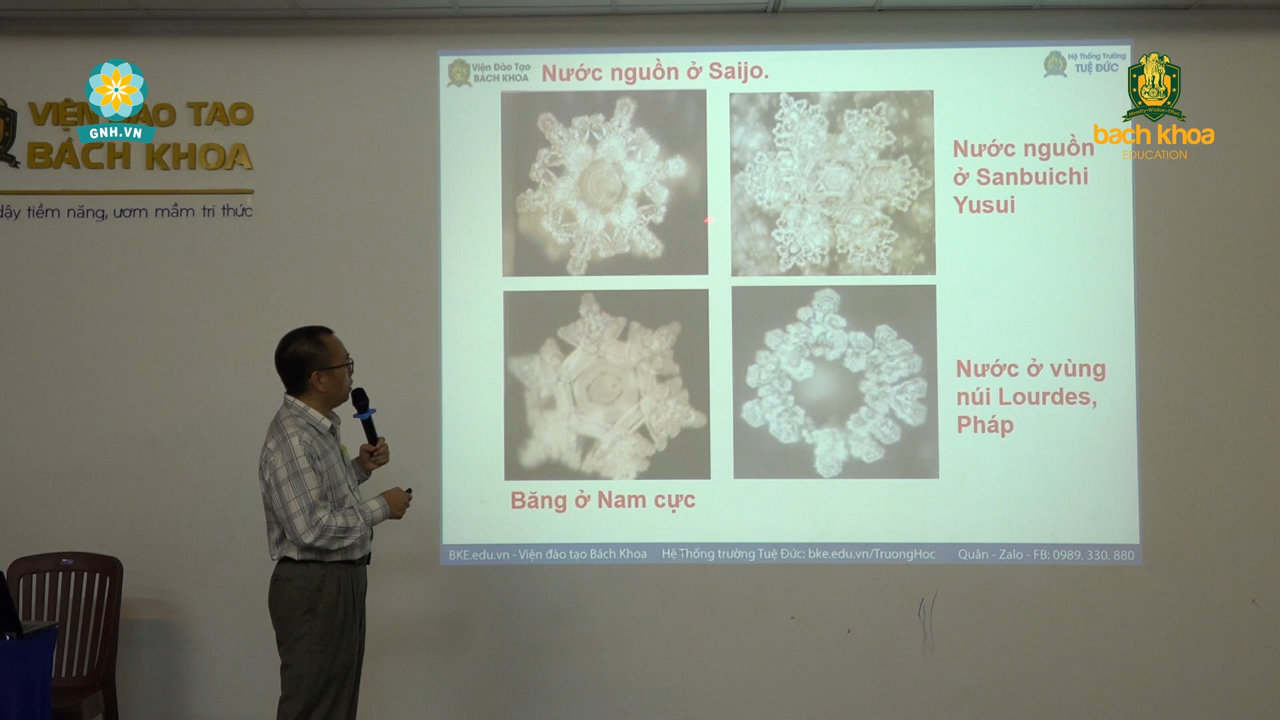 VIỆN ĐÀO TẠO
BÁCH KHOA
dậy tiềm năng, ươm mầm tri thức
GNH.VN
Viện Đào Tạo
BÁCH KHOA
Nước nguồn ở Saijo.
Hệ Thống Trường
TUỆ ĐỨC
bach khoa
EDUCATION
Nước nguồn
ở Sanbuichi
Yusui
Nước ở vùng
núi Lourdes,
Pháp
Băng ở Nam cực
BKE.edu.vn - Viện đào tạo Bách Khoa Hệ Thống trường Tuệ Đức: bke.edu.vn/TruongHoc Quân - Zalo - FB: 0989. 330. 880